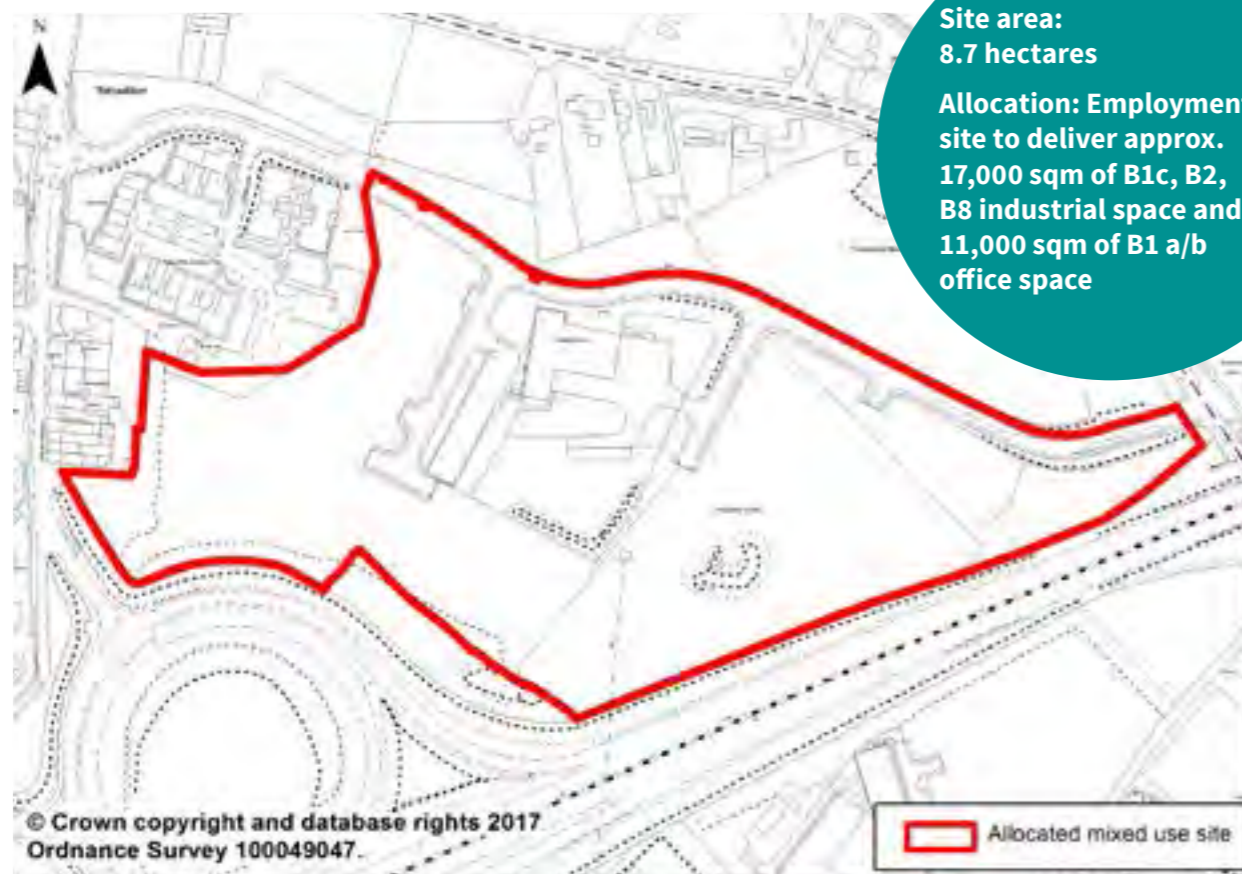 Site area:
8.7 hectares
Allocation: Employment
site to deliver approx.
17,000 sqm of B1c, B2,
B8 industrial space and
11,000 sqm of B1 a/b
office space
N
© Crown copyright and database rights 2017
Ordnance Survey 100049047.
Allocated mixed use site